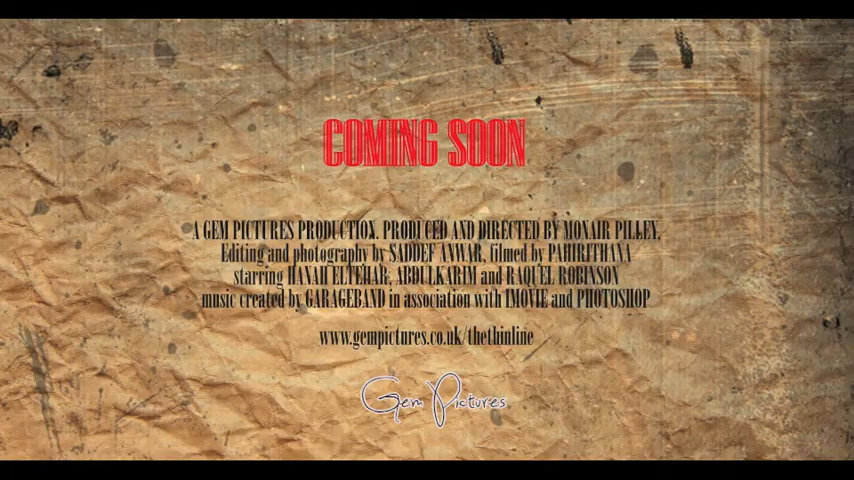 COMING SOON
A GEM PICTURES PRODUCTION. PRODUCED AND DIRECTED BY MONAIR PILLEY,
Editing and photography by SADDEF ANWAR, filmed by PAHIRITHANA
starring HANAH ELTEHAR, ABDULKARIM and RAQUEL ROBINSON
music created by GARAGEBAND in association with IMOVIE and PHOTOSHOP
www.gempictures.co.uk/thethinline
Gem Pictures